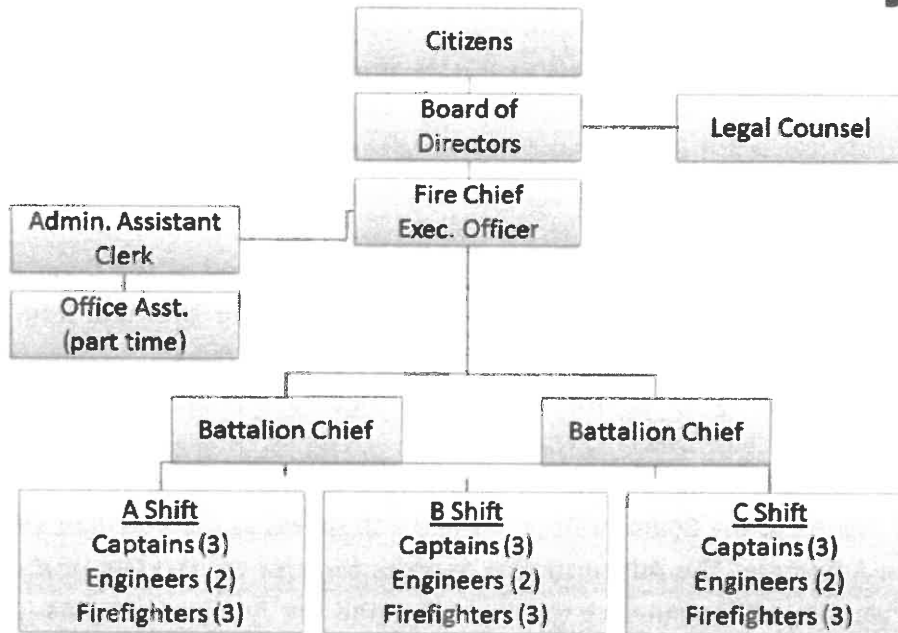 Citizens
Board of
Directors
Legal Counsel
Fire Chief
Exec. Officer
Admin. Assistant
Clerk
Office Asst.
(part time)
Battalion Chief
Battalion Chief
A Shift
Captains (3)
Engineers (2)
Firefighters (3)
B Shift
Captains (3)
Engineers (2)
Firefighters (3)
C Shift
Captains (3)
Engineers (2)
Firefighters (3)